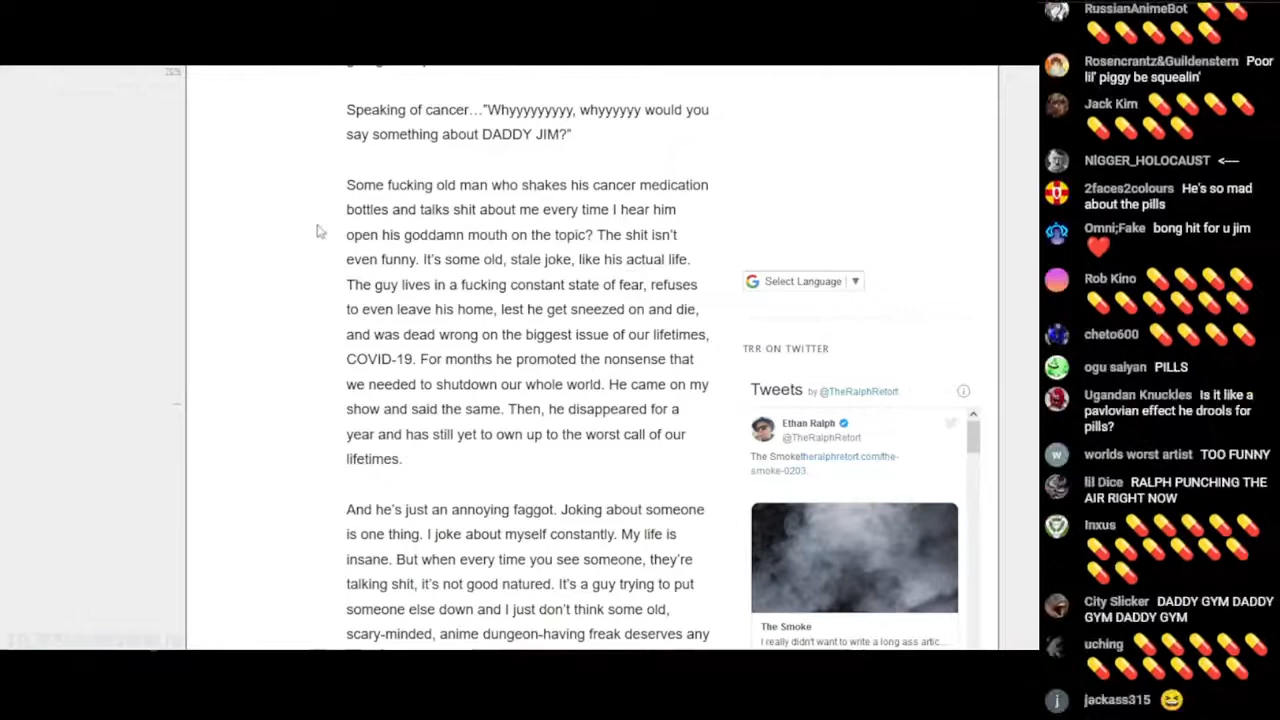 Speaking of cancer…"Whyyyyyyyyy, whyyyyyy would you
say something about DADDY JIM?"
Some fucking old man who shakes his cancer medication
bottles and talks shit about me every time I hear him
open his goddamn mouth on the topic? The shit isn't
even funny. It's some old, stale joke, like his actual life.
The guy lives in a fucking constant state of fear, refuses
to even leave his home, lest he get sneezed on and die,
and was dead wrong on the biggest issue of our lifetimes,
COVID-19. For months he promoted the nonsense that
we needed to shutdown our whole world. He came on my
show and said the same. Then, he disappeared for a
year and has still yet to own up to the worst call of our
lifetimes.
And he's just an annoying faggot. Joking about someone
is one thing. I joke about myself constantly. My life is
insane. But when every time you see someone, they're
talking shit, it's not good natured. It's a guy trying to put
someone else down and I just don't think some old,
scary-minded, anime dungeon-having freak deserves any
Select Language
TRR ON TWITTER
Tweets by @TheRalphRetort
Ethan Ralph
@TheRalphRetort
The Smoketheralphretort.com/the-
smoke-0203.
The Smoke
I really didn't want to write a long ass artic...
RussianAnimeBot
Rosencrantz&Guildenstern Poor
lil' piggy be squealin'
Jack Kim
NİGGER_HOLOCAUST <—
2faces2colours He's so mad
about the pills
Omni;Fake bong hit for u jim
Rob Kino
cheto600
ogu saiyan PILLS
Ugandan Knuckles Is it like a
pavlovian effect he drools for
pills?
w
worlds worst artist TOO FUNNY
lil Dice RALPH PUNCHING THE
AIR RIGHT NOW
Inxus
City Slicker DADDY GYM DADDY
GYM DADDY GYM
uching
j
jackass315